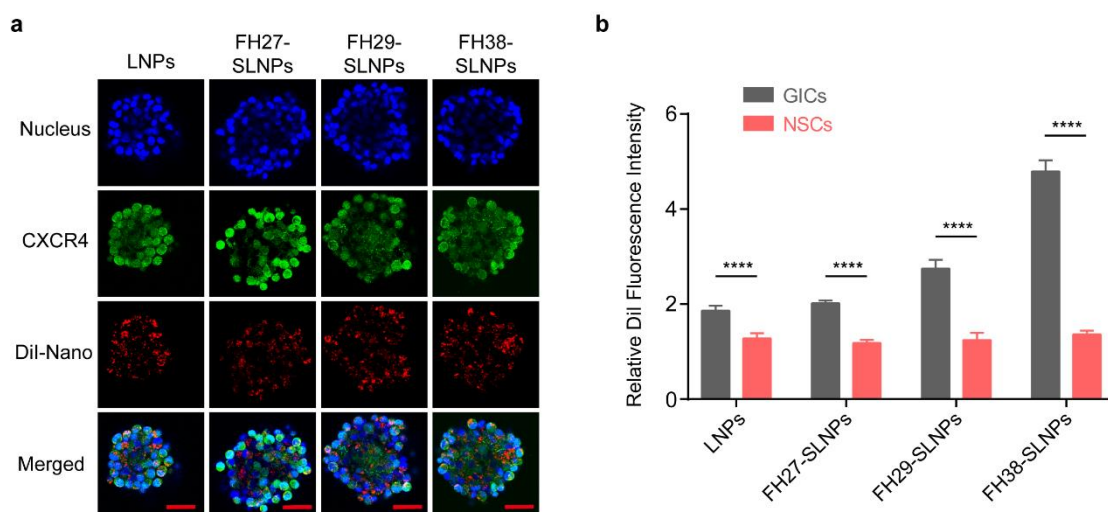 a
LNPs
FH27-
SLNPs
FH29-
SLNPs
FH38-
SLNPs
Nucleus
CXCR4
Dil-Nano
Merged
b
GICs
NSCs
Relative Dil Fluorescence Intensity
6
4
2
0
****
****
****
****
LNPs
FH27-SLNPs
FH29-SLNPs
FH38-SLNPs